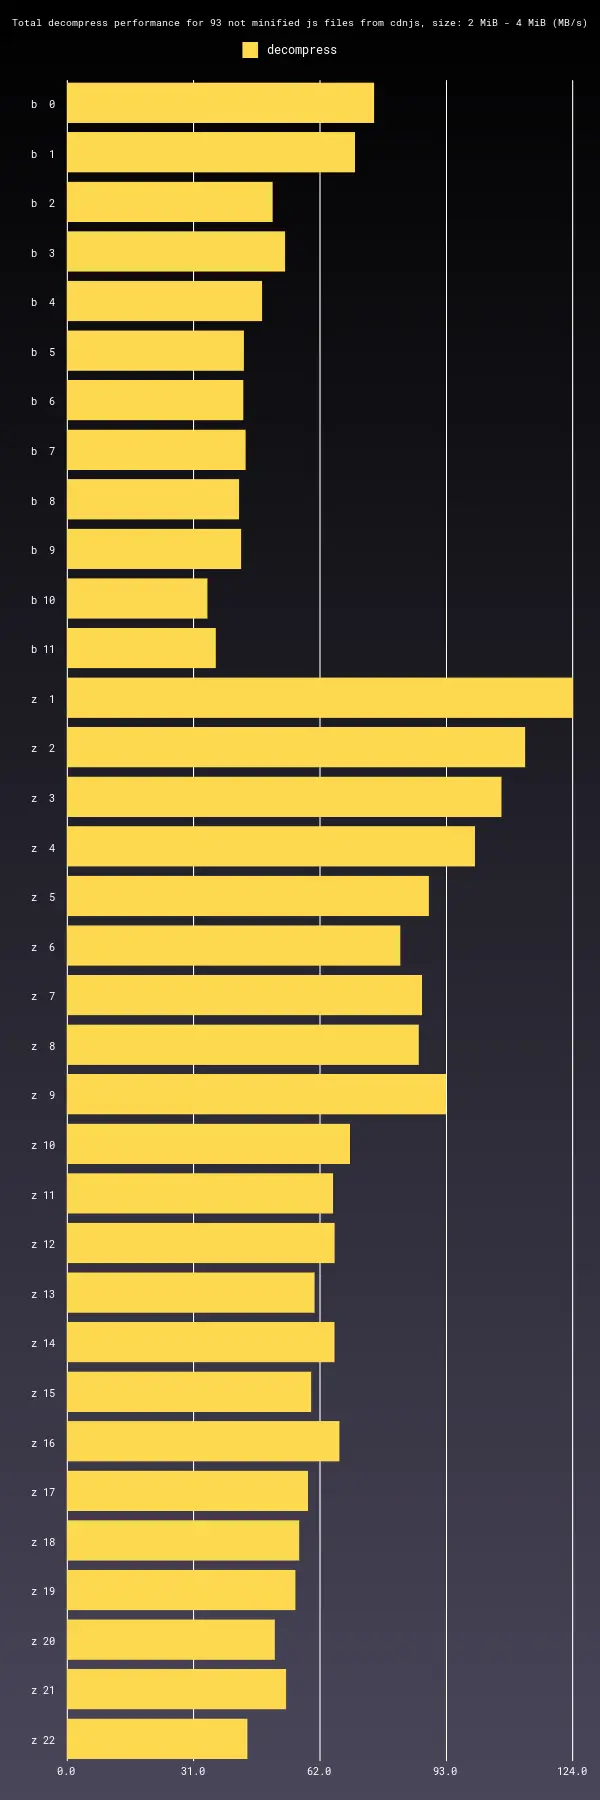 Total decompress performance for 93 not minified js files from cdnjs, size: 2 MiB - 4 MiB (MB/s)
decompress
b 0
b 1
b 2
b 3
b 4
b 5
b 6
b 7
b 8
b 9
b 10
b 11
z 1
z 2
z 3
z 4
z 5
z 6
z 7
z 8
z 9
z 10
z 11
z 12
z 13
z 14
z 15
z 16
z 17
z 18
z 19
z 20
z 21
z 22
0.0 31.0 62.0 93.0 124.0